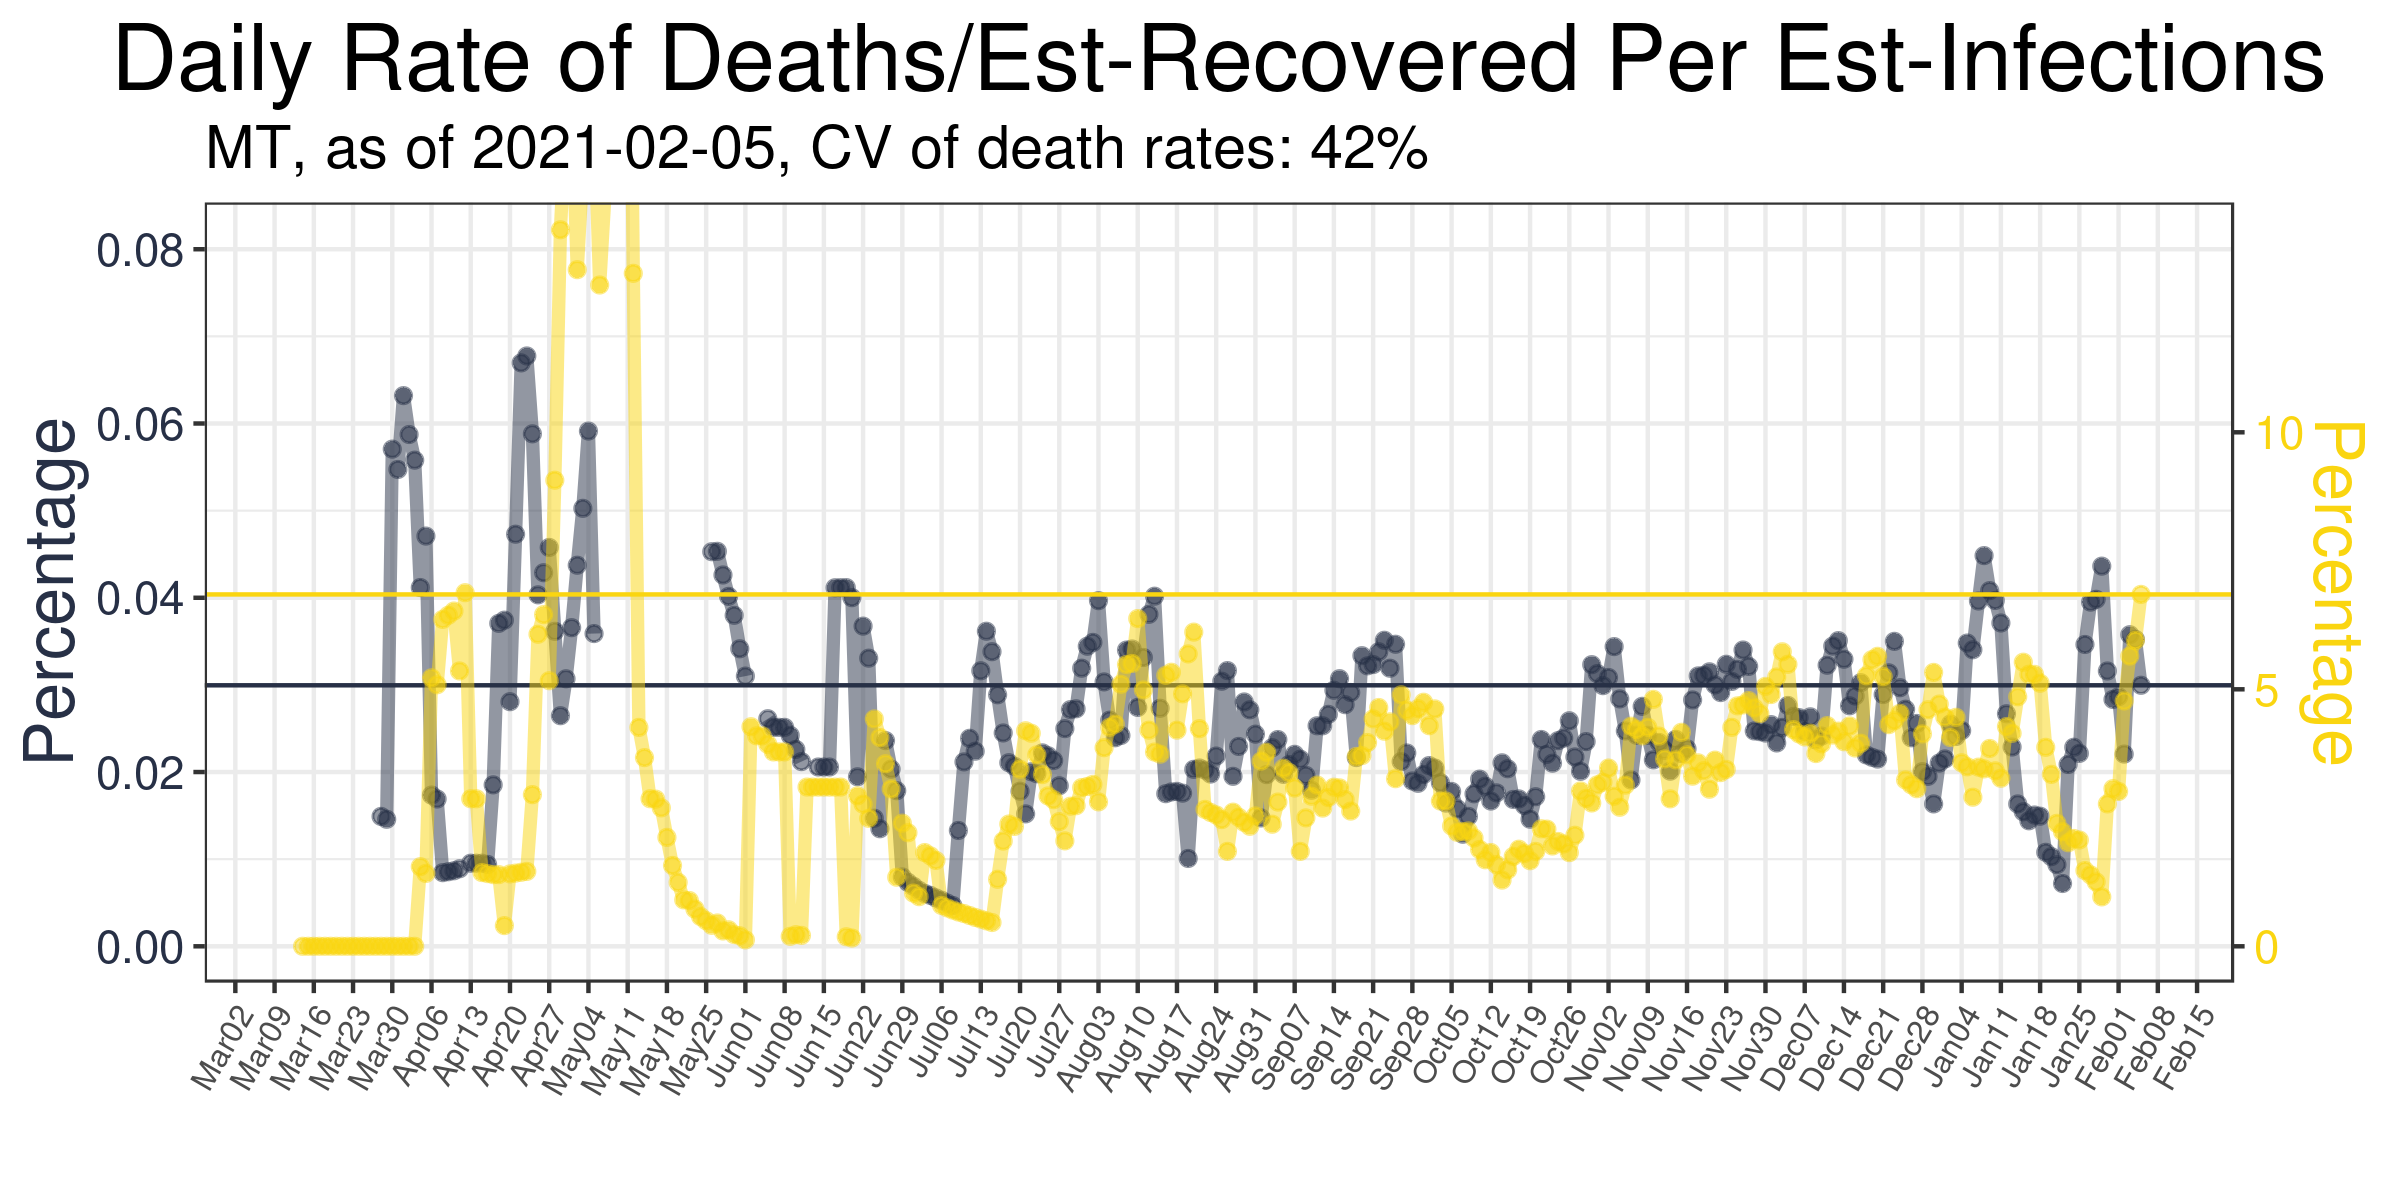 Daily Rate of Deaths/Est-Recovered Per Est-Infections
MT, as of 2021-02-05, CV of death rates: 42%
Percentage
0.08
0.06
0.04
0.02
0.00
10
5
0
Percentage
Mar02 Mar09 Mar16 Mar23 Mar30 Apr06 Apr13 Apr20 Apr27 May04 May11 May18 May25 Jun01 Jun08 Jun15 Jun22 Jun29 Jul06 Jul13 Jul20 Jul27 Aug03 Aug10 Aug17 Aug24 Aug31 Sep07 Sep14 Sep21 Sep28 Oct05 Oct12 Oct19 Oct26 Nov02 Nov09 Nov16 Nov23 Nov30 Dec07 Dec14 Dec21 Dec28 Jan04 Jan11 Jan18 Jan25 Feb01 Feb08 Feb15